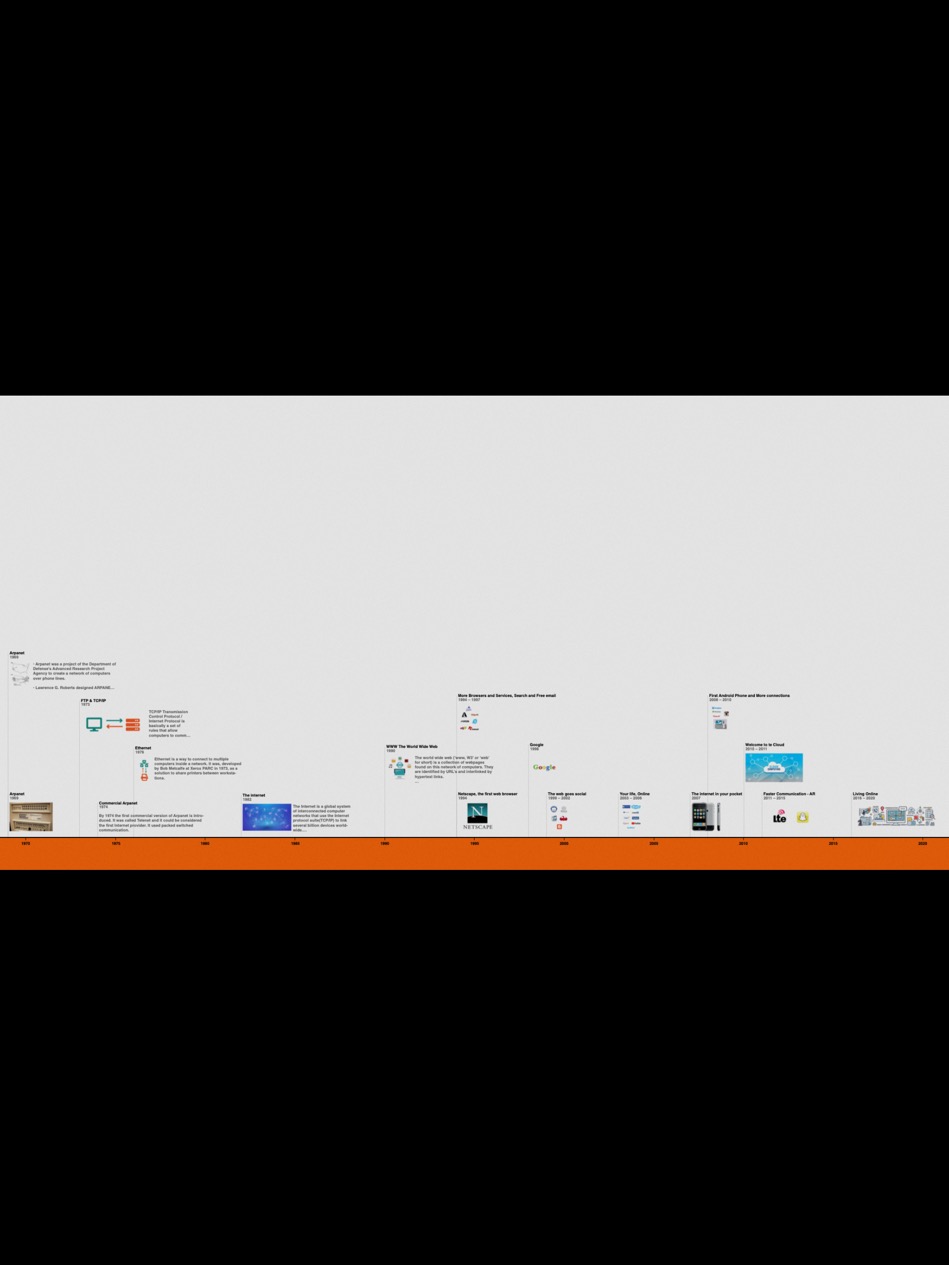 Arpanet
1969
- Arpanet was a project of the Department of
Defense's Advanced Research Project
Agency to create a network of computers
over phone lines.
- Lawrence G. Roberts designed ARPANE...
FTP & TCP/IP
1973
TCP/IP Transmission
Control Protocol /
Internet Protocol is
basically a set of
rules that allow
computers to comm...
Ethernet
1976
Ethernet is a way to connect to multiple
computers inside a network. It was, developed
by Bob Metcalfe at Xerox PARC in 1973, as a
solution to share printers between worksta-
tions.
Arpanet
1969
Commercial Arpanet
1974
By 1974 the first commercial version of Arpanet is intro-
duced. It was called Telenet and it could be considered
the first Internet provider. It used packed switched
communication.
The Internet
1983
The Internet is a global system
of interconnected computer
networks that use the Internet
protocol suite(TCP/IP) to link
several billion devices world-
wide....
WWW The World Wide Web
1990
The world wide web ('www, W3' or 'web'
for short) is a collection of webpages
found on this network of computers. They
are identified by URL's and interlinked by
hypertext links.
...
More Browsers and Services, Search and Free email
1995 – 1997
Netscape, the first web browser
1994
N
NETSCAPE
Google
1998
Google
The web goes social
1999 – 2002
Your life, Online
2003 – 2006
The internet in your pocket
2007
First Android Phone and More connections
2008 – 2010
Welcome to te Cloud
2010 – 2011
Faster Communication - AR
2011 – 2013
lte
Living Online
2016 – 2020
1970
1975
1980
1985
1990
1995
2000
2005
2010
2015
2020